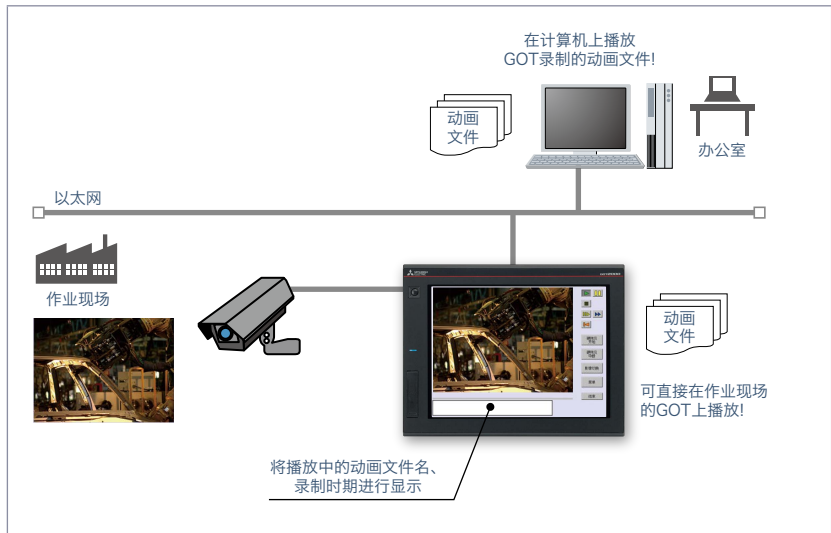 在计算机上播放
GOT录制的动画文件!
动画
文件
办公室
以太网
作业现场
MITSUBISHI
ELECTRIC
动画
文件
可直接在作业现场
的GOT上播放!
将播放中的动画文件名、
录制时期进行显示